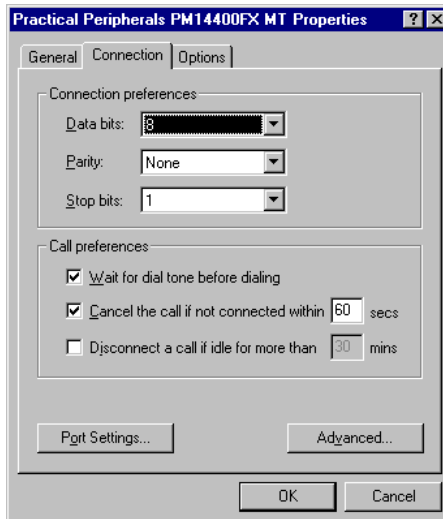 Practical Peripherals PM14400FX MT Properties
General Connection Options
Connection preferences
Data bits: 8
Parity: None
Stop bits: 1
Call preferences
Wait for dial tone before dialing
Cancel the call if not connected within 60 secs
Disconnect a call if idle for more than 30 mins
Port Settings... Advanced...
OK Cancel